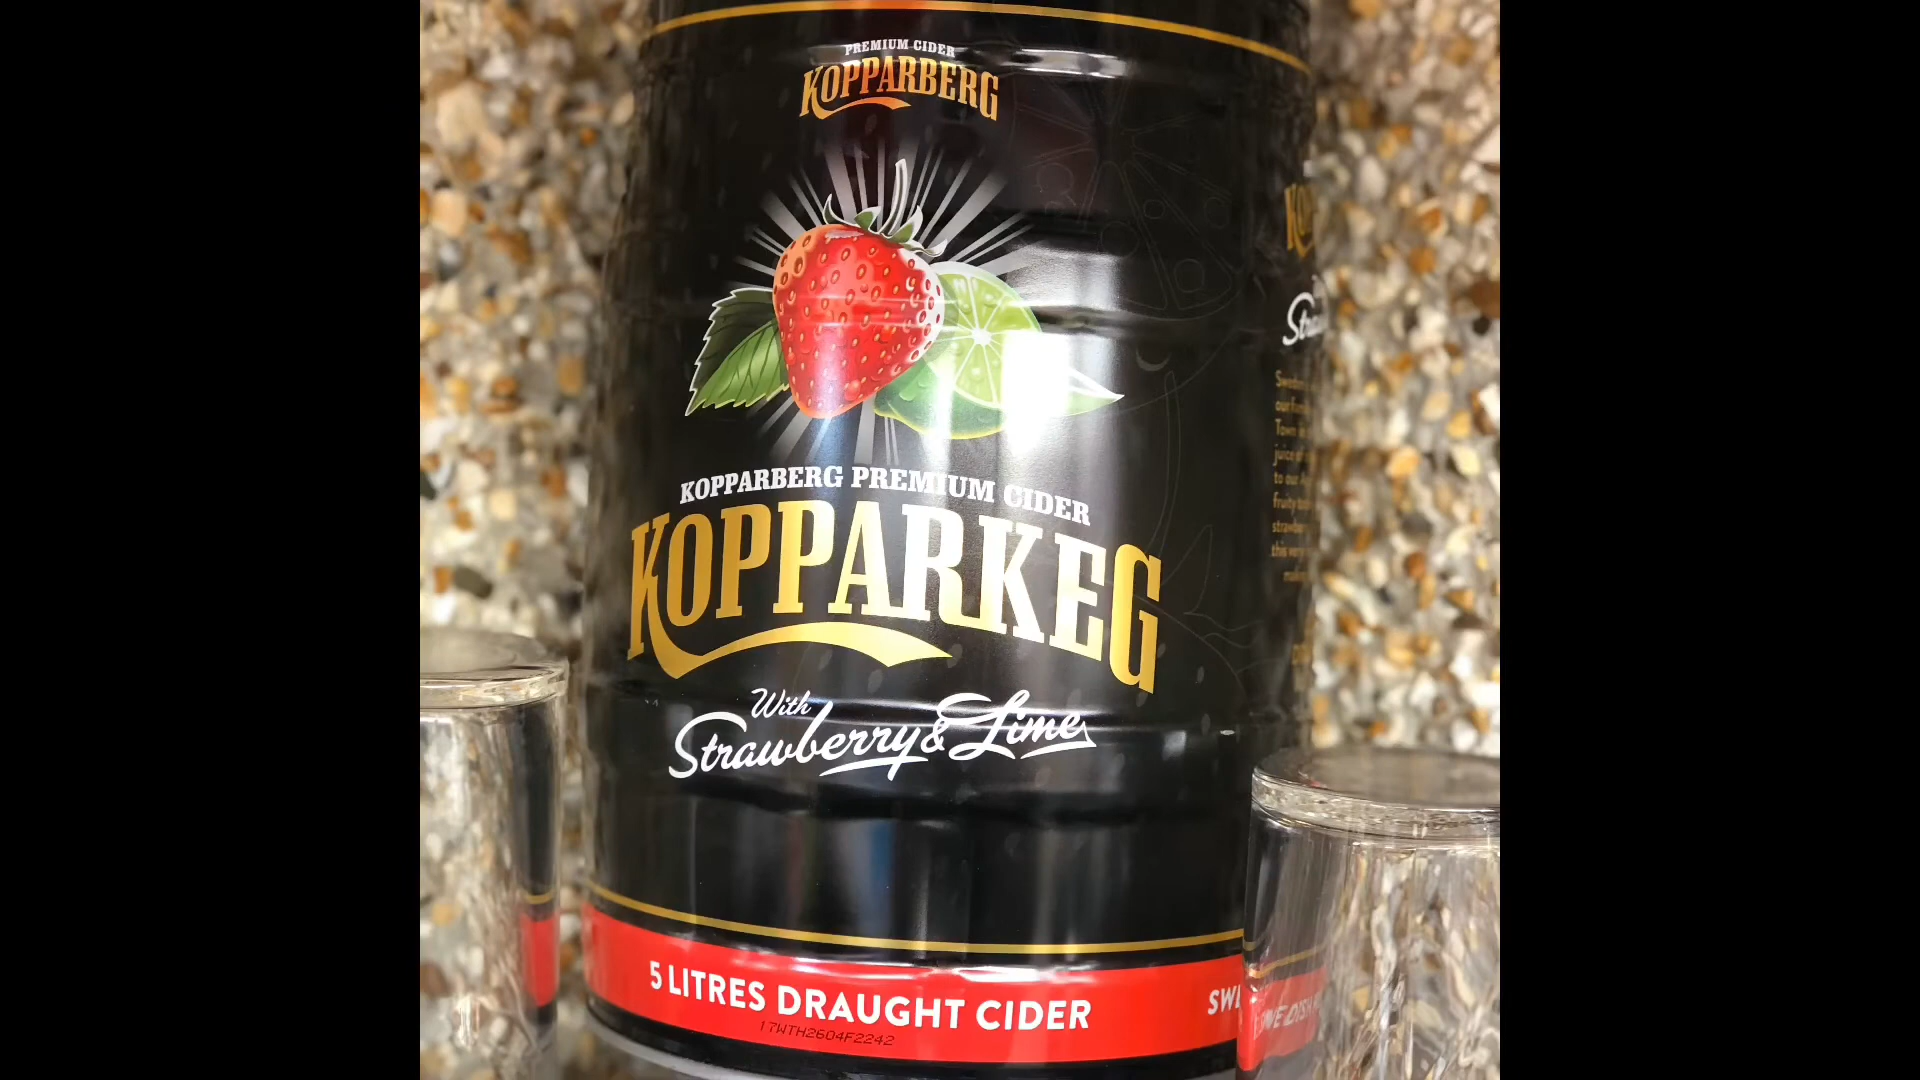 PREMIUM CIDER
KOPPARBERG
KOPPARBERG PREMIUM CIDER
KOPPARKEG
With
Strawberry & Lime
5 LITRES DRAUGHT CIDER
17WTH2604F2242